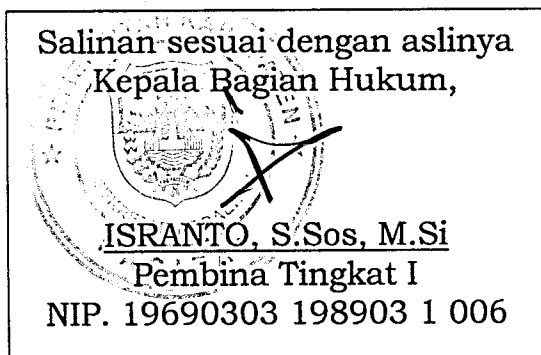 Salinan sesuai dengan aslinya
Kepala Bagian Hukum,
ISRANTO, S.Sos, M.Si
Pembina Tingkat I
NIP. 19690303 198903 1 006